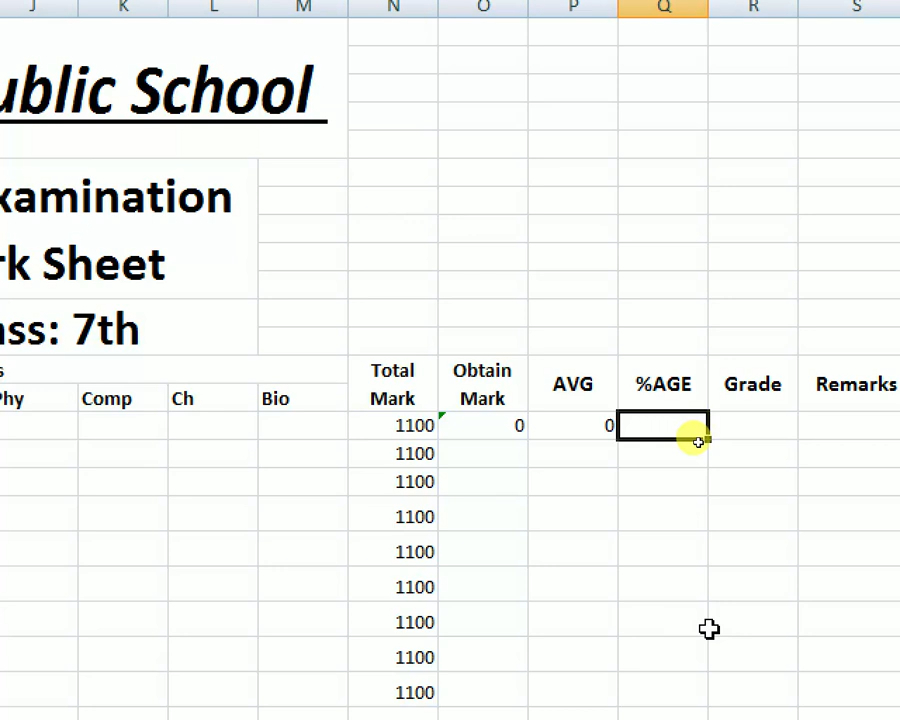 J K L M N O P Q R S
ublic School
xamination
rk Sheet
ass: 7th
s
Total Mark
Obtain Mark
AVG
%AGE
Grade
Remarks
Phy Comp Ch Bio
1100 0 0
1100
1100
1100
1100
1100
1100
1100
1100